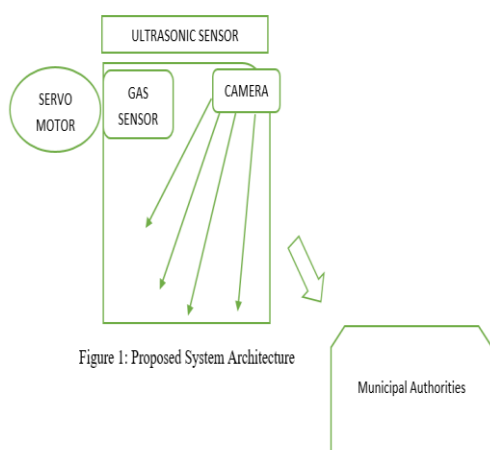 ULTRASONIC SENSOR
SERVO
MOTOR
GAS
SENSOR
CAMERA
Figure 1: Proposed System Architecture
Municipal Authorities